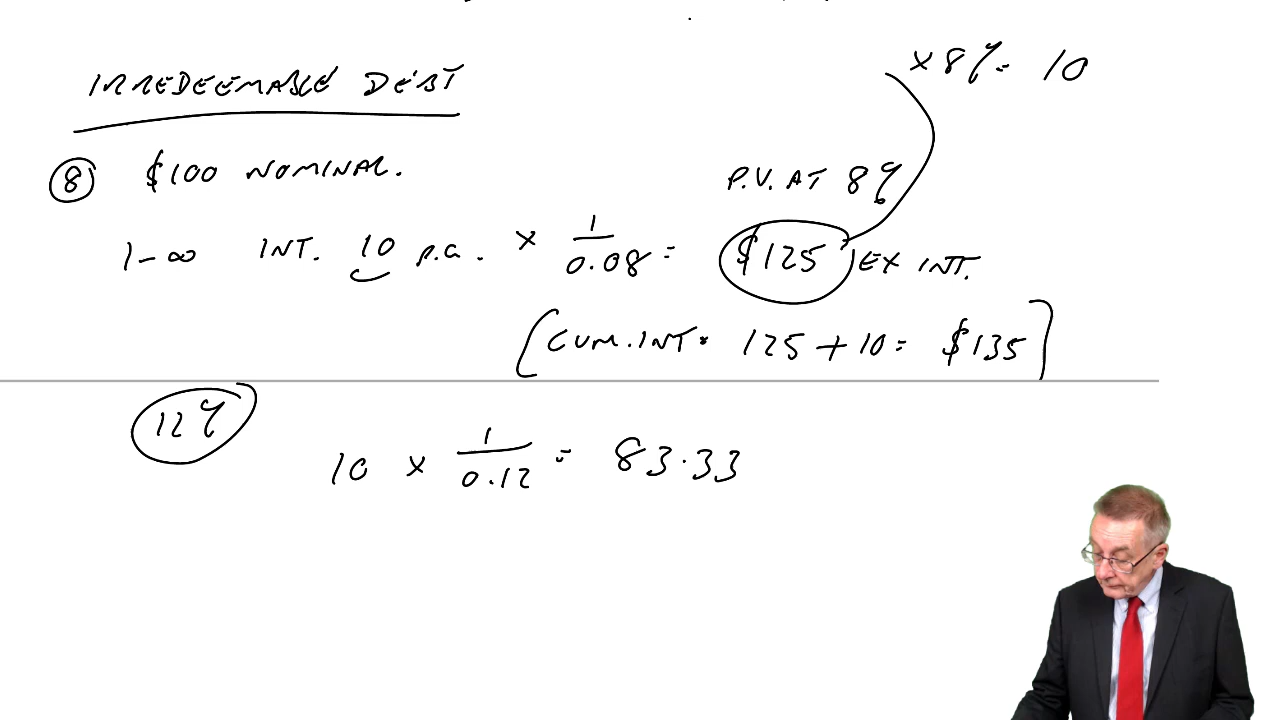 IRREDEEMABLE DEBT
× 8% = 10
8 $100 NOMINAL.
P.V. AT 8%
1-∞ INT. 10 p.a. × 1/0.08 = $125 EX INT.
[CUM. INT. 125 + 10 = $135]
12%
10 × 1/0.12 = 83.33